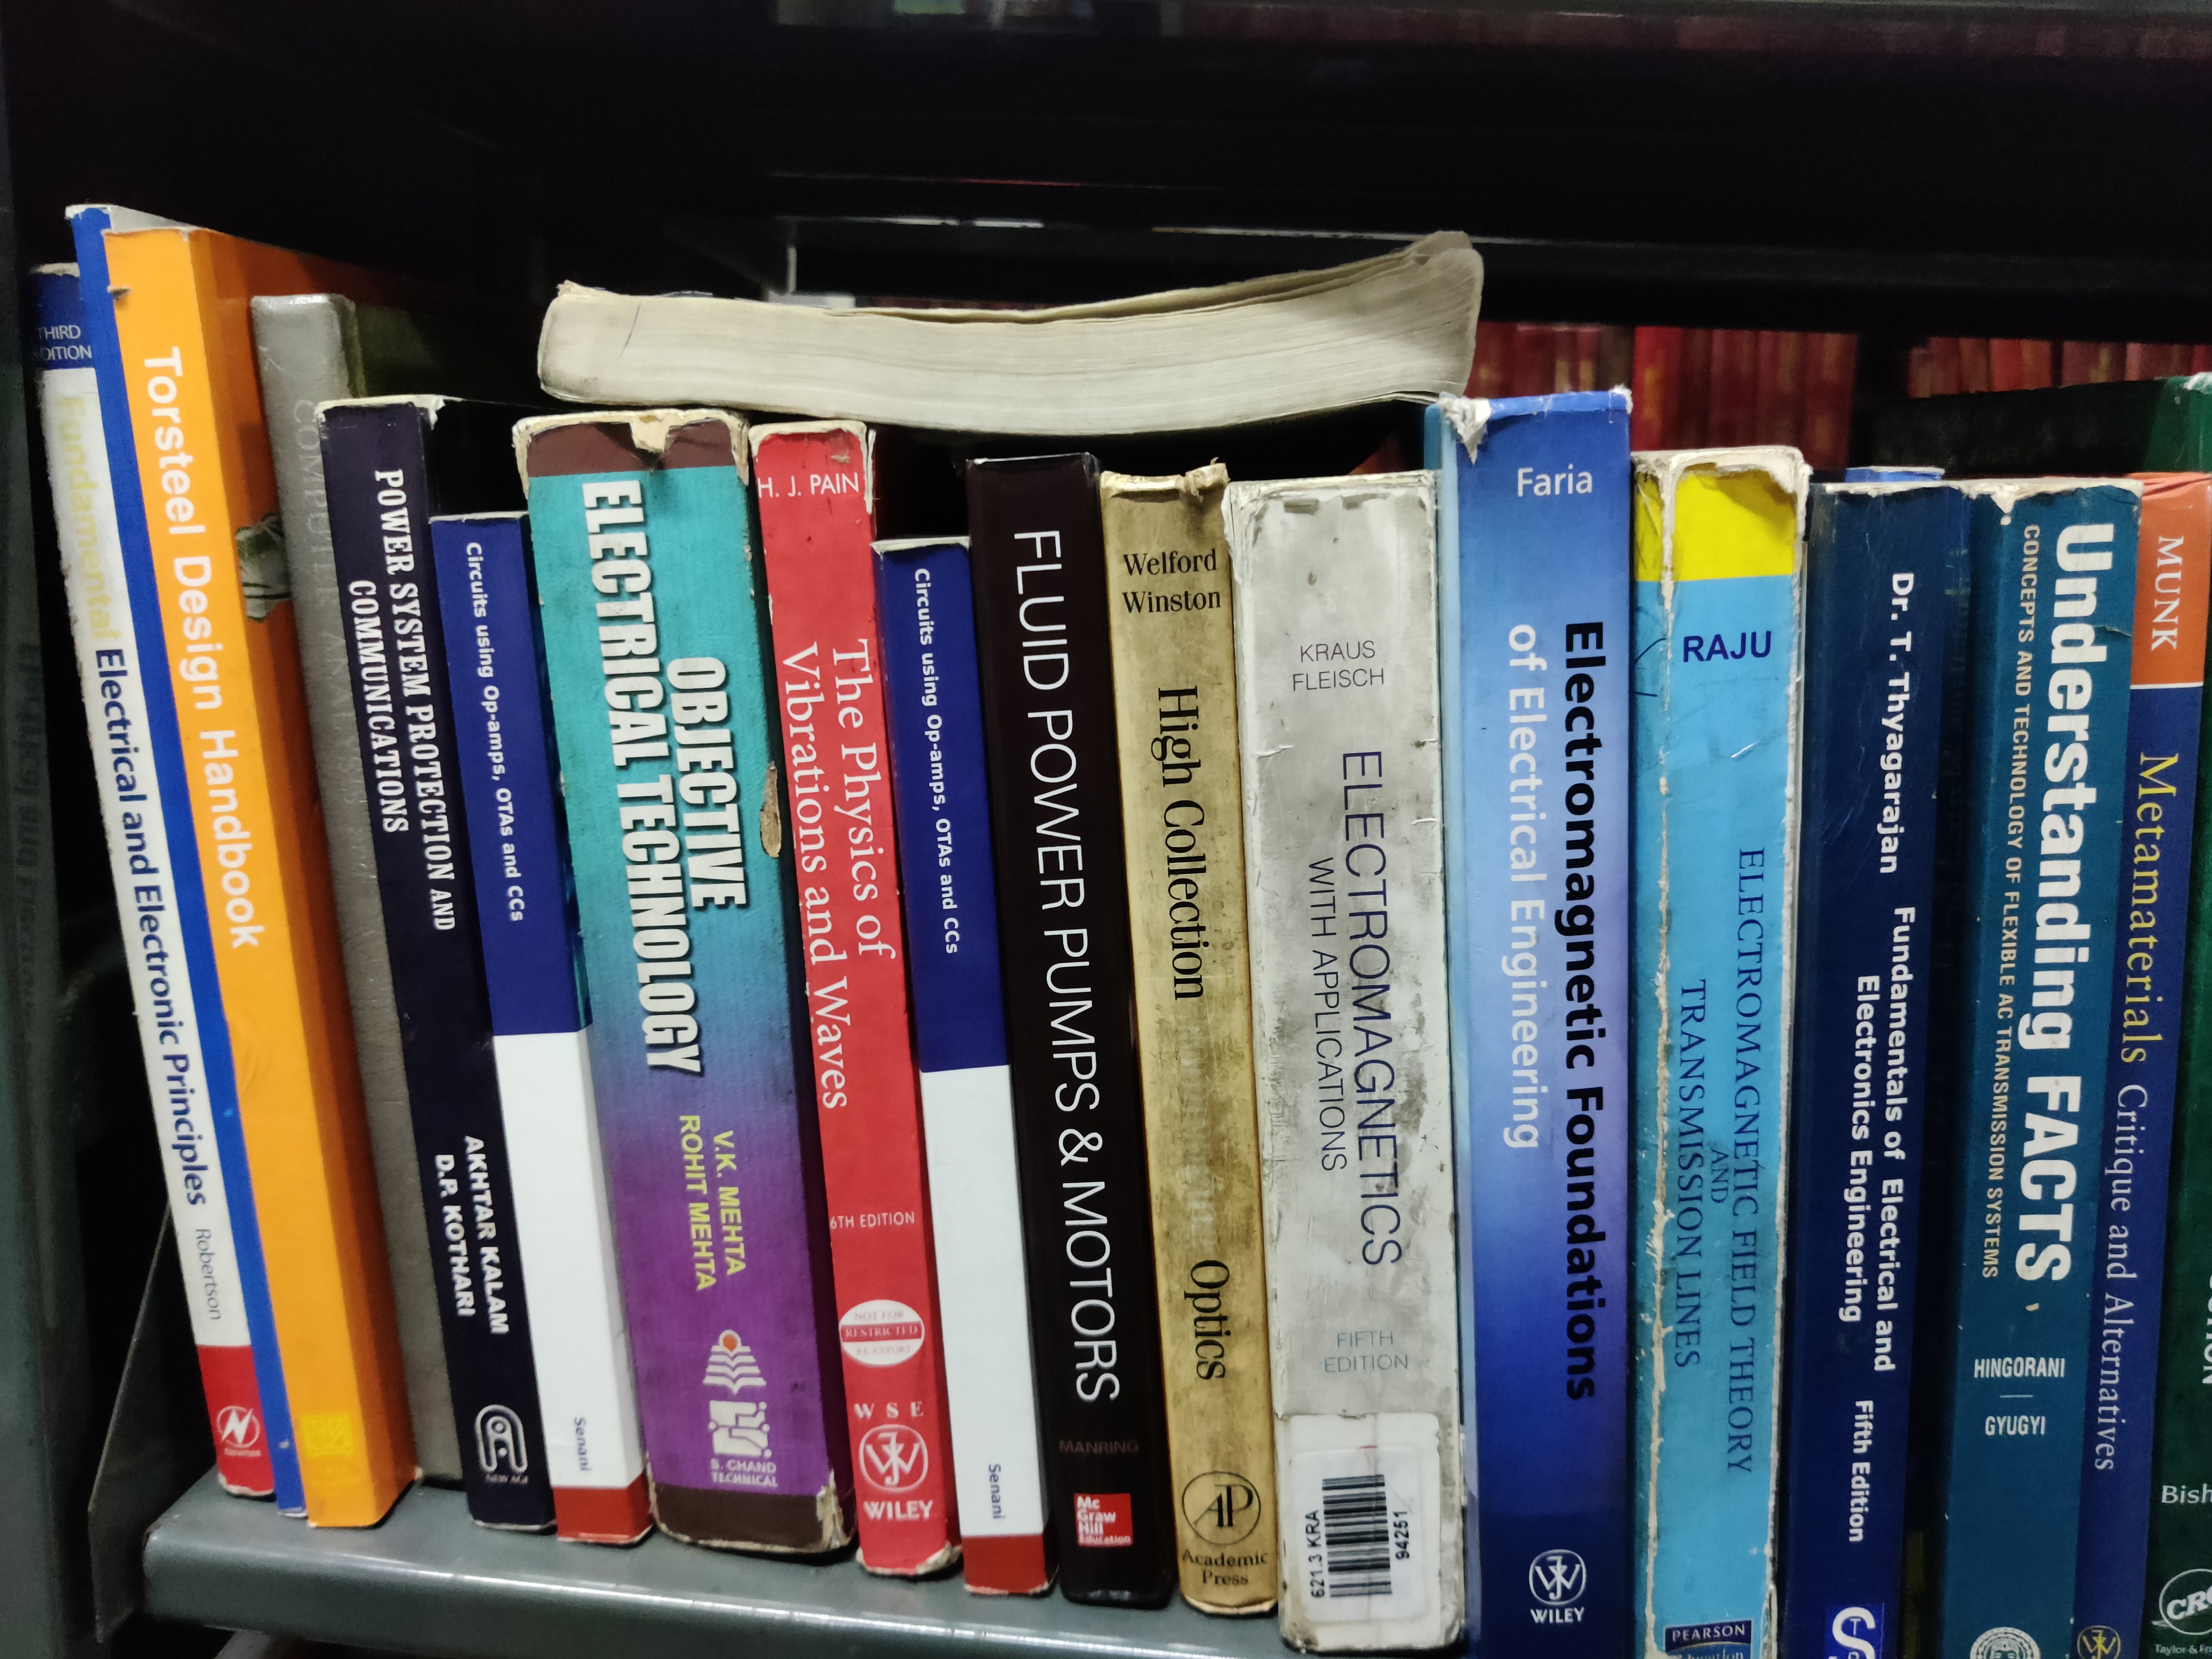 THIRD
EDITION
Fundamental Electrical and Electronic Principles
Robertson
Newnes
Torsteel Design Handbook
POWER SYSTEM PROTECTION AND
COMMUNICATIONS
AKHTAR KALAM
D.P. KOTHARI
NEW AGE
Circuits using Op-amps, OTAs and CCs
Senani
OBJECTIVE
ELECTRICAL TECHNOLOGY
V.K. MEHTA
ROHIT MEHTA
S. CHAND
TECHNICAL
H. J. PAIN
The Physics of
Vibrations and Waves
6TH EDITION
NOT FOR
RESTRICTED
RE-EXPORT
WSE
WILEY
Circuits using Op-amps, OTAs and CCs
Senani
FLUID POWER PUMPS & MOTORS
MANRING
Mc
Graw
Hill
Education
Welford
Winston
High Collection
Optics
AP
Academic
Press
KRAUS
FLEISCH
ELECTROMAGNETICS
WITH APPLICATIONS
FIFTH
EDITION
621.3 KRA
94251
Faria
Electromagnetic Foundations
of Electrical Engineering
WILEY
RAJU
ELECTROMAGNETIC FIELD THEORY
AND
TRANSMISSION LINES
PEARSON
Dr. T. Thyagarajan
Fundamentals of Electrical and
Electronics Engineering
Fifth Edition
Understanding FACTS
CONCEPTS AND TECHNOLOGY OF FLEXIBLE AC TRANSMISSION SYSTEMS
HINGORANI
GYUGYI
MUNK
Metamaterials Critique and Alternatives
Bish
CRC